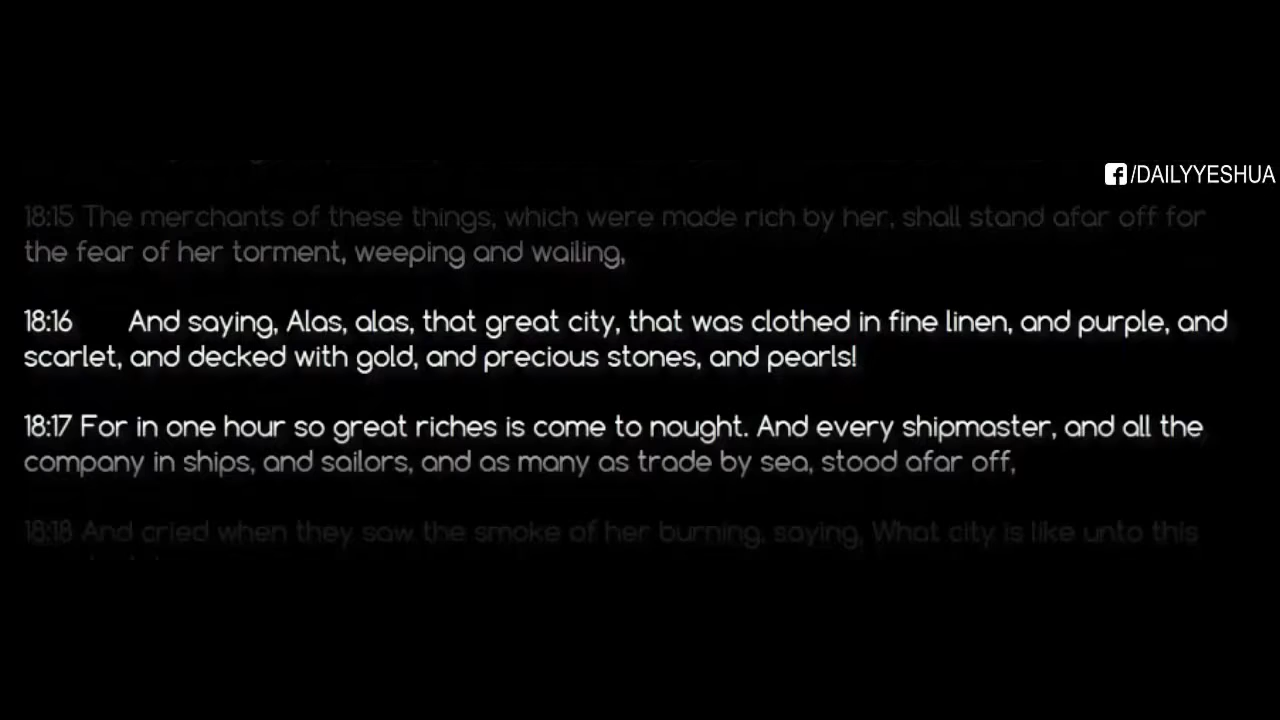 /DAILYYESHUA
18:15 The merchants of these things, which were made rich by her, shall stand afar off for
the fear of her torment, weeping and wailing,
18:16 And saying, Alas, alas, that great city, that was clothed in fine linen, and purple, and
scarlet, and decked with gold, and precious stones, and pearls!
18:17 For in one hour so great riches is come to nought. And every shipmaster, and all the
company in ships, and sailors, and as many as trade by sea, stood afar off,
18:18 And cried when they saw the smoke of her burning, saying, What city is like unto this